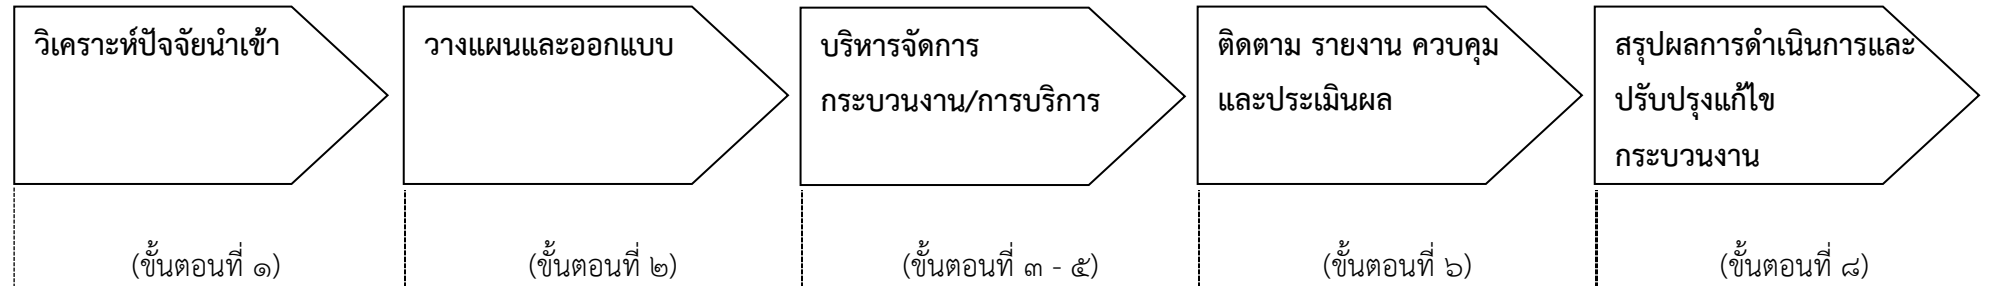 วิเคราะห์ปัจจัยนำเข้า
วางแผนและออกแบบ
บริหารจัดการ
กระบวนงาน/การบริการ
ติดตาม รายงาน ควบคุม
และประเมินผล
สรุปผลการดำเนินการและ
ปรับปรุงแก้ไข
กระบวนงาน
(ขั้นตอนที่ ๑)
(ขั้นตอนที่ ๒)
(ขั้นตอนที่ ๓ - ๕)
(ขั้นตอนที่ ๖)
(ขั้นตอนที่ ๘)